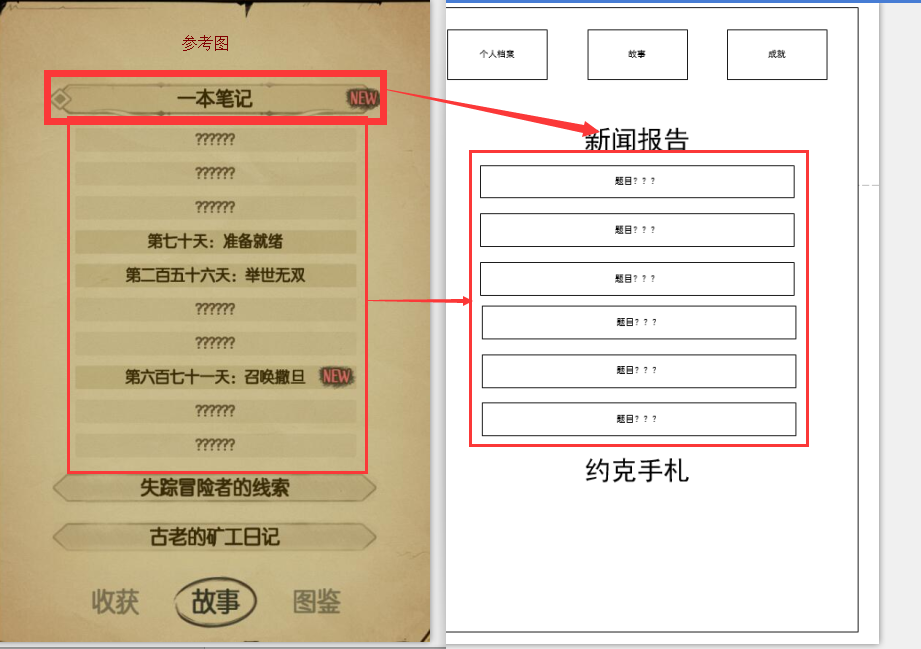 参考图
一本笔记 NEW
??????
??????
??????
第七十天：准备就绪
第二百五十六天：举世无双
??????
??????
第六百七十一天：召唤撒旦 NEW
??????
??????
失踪冒险者的线索
古老的矿工日记
收获 故事 图鉴
个人档案 故事 成就
新闻报告
题目？？？
题目？？？
题目？？？
题目？？？
题目？？？
题目？？？
约克手札